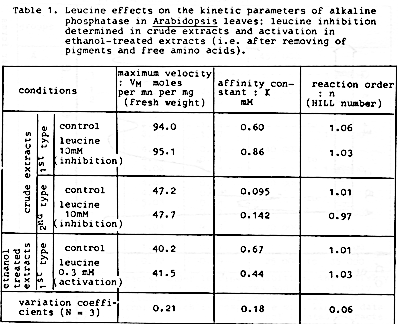 Table 1. Leucine effects on the kinetic parameters of alkaline
phosphatase in Arabidopsis leaves: leucine inhibition
determined in crude extracts and activation in
ethanol-treated extracts (i.e. after removing of
pigments and free amino acids).
conditions
maximum velocity
: VM moles
per mn per mg
(fresh weight)
affinity con-
stant : K
mM
reaction order
: n
(HILL number)
crude extracts
1st type
control 94.0 0.60 1.06
leucine
10mM 95.1 0.86 1.03
(inhibition)
2nd type
control 47.2 0.095 1.01
leucine
10mM 47.7 0.142 0.97
(inhibition)
ethanol
treated
extracts
1st type
control 40.2 0.67 1.01
leucine
0.3 mM 41.5 0.44 1.03
(activation)
variation coeffi-
cients (N = 3) 0.21 0.18 0.06